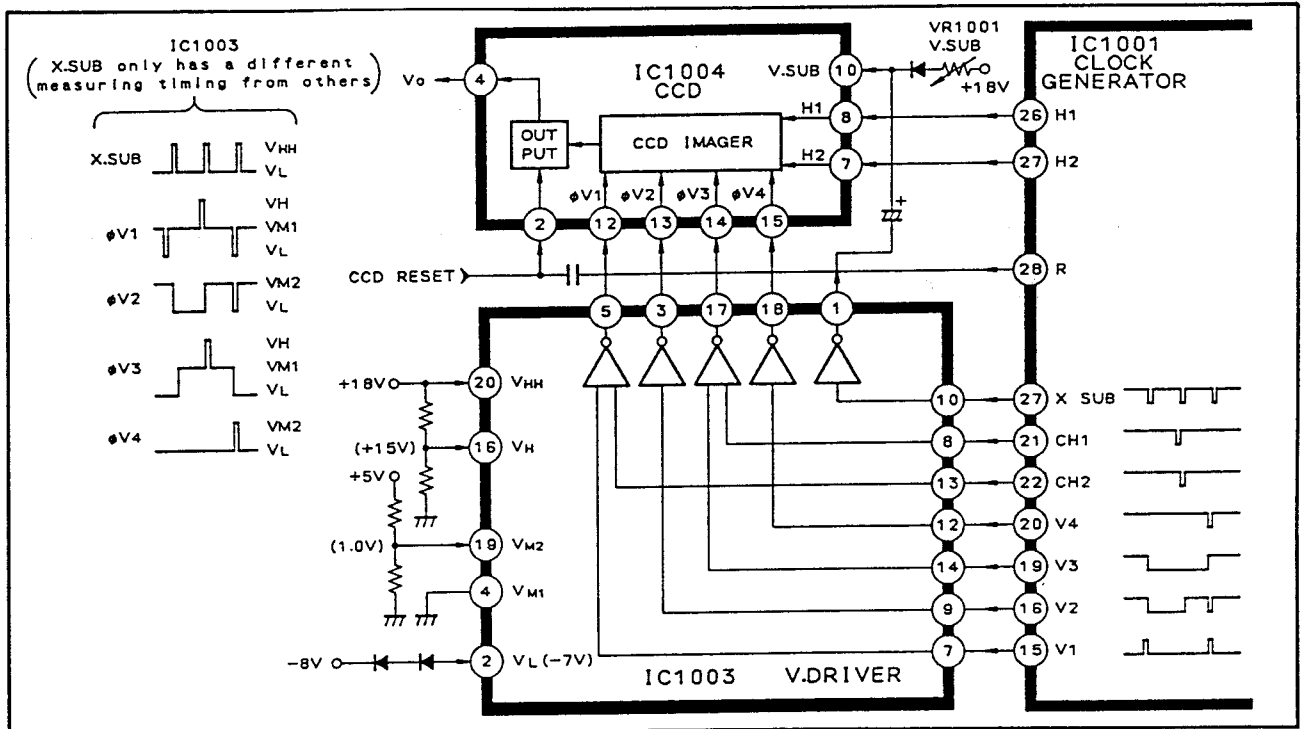 IC1003
( X.SUB only has a different
measuring timing from others )
X.SUB
VHH
VL
φV1
VH
VM1
VL
φV2
VM2
VL
φV3
VH
VM1
VL
φV4
VM2
VL
IC1004
CCD
Vo
4
OUT
PUT
CCD IMAGER
V.SUB
10
H1
8
H2
7
φV1
φV2
φV3
φV4
2
12
13
14
15
VR1001
V.SUB
+18V
+
CCD RESET
IC1001
CLOCK
GENERATOR
26
H1
27
H2
28
R
27
X SUB
21
CH1
22
CH2
20
V4
19
V3
16
V2
15
V1
5
3
17
18
1
+18V
20
VHH
(+15V)
16
VH
+5V
(1.0V)
19
VM2
4
VM1
-8V
2
VL (-7V)
10
8
13
12
14
9
7
IC1003 V.DRIVER